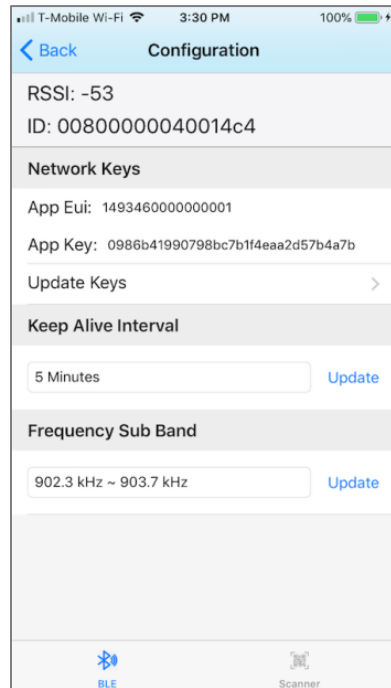 T-Mobile Wi-Fi 3:30 PM 100%
Back Configuration
RSSI: -53
ID: 00800000040014c4
Network Keys
App Eui: 1493460000000001
App Key: 0986b41990798bc7b1f4eaa2d57b4a7b
Update Keys
Keep Alive Interval
5 Minutes Update
Frequency Sub Band
902.3 kHz ~ 903.7 kHz Update
BLE Scanner